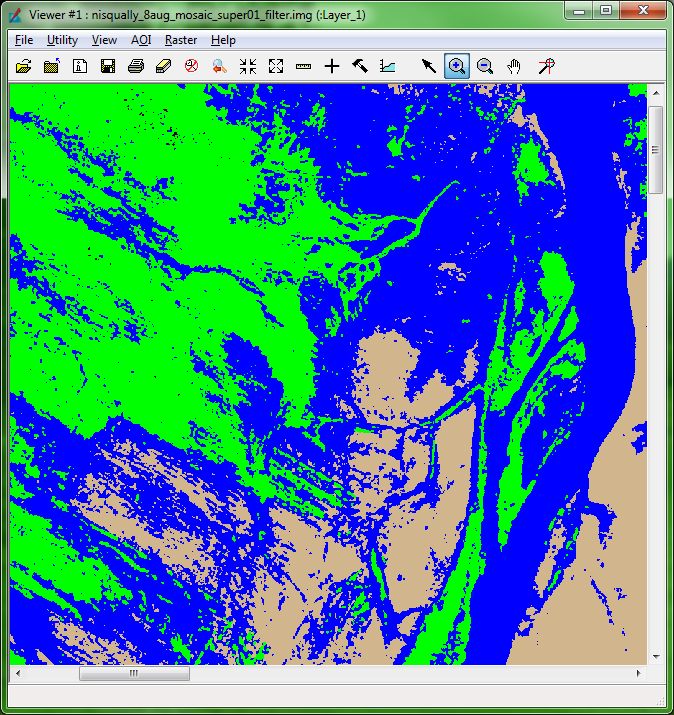 Viewer #1 : nisqually_8aug_mosaic_super01_filter.img (:Layer_1)
File Utility View AOI Raster Help